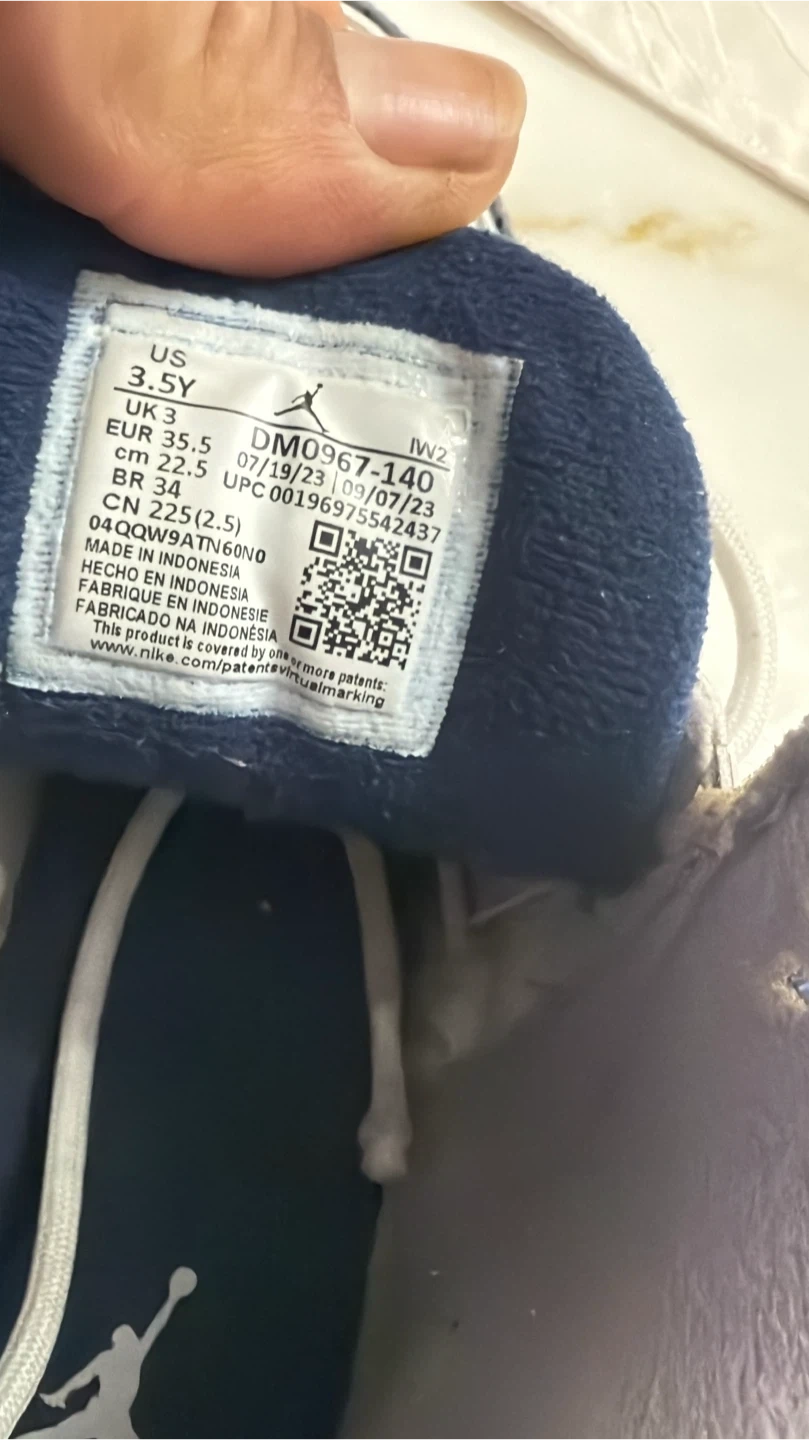 US
3.5Y
UK 3
EUR 35.5
cm 22.5
BR 34
CN 225(2.5)
IW2
DM0967-140
07/19/23 | 09/07/23
UPC 00196975542437
04QQW9ATN60N0
MADE IN INDONESIA
HECHO EN INDONESIA
FABRIQUE EN INDONESIE
FABRICADO NA INDONÉSIA
This product is covered by one or more patents:
www.nike.com/patentsvirtualmarking